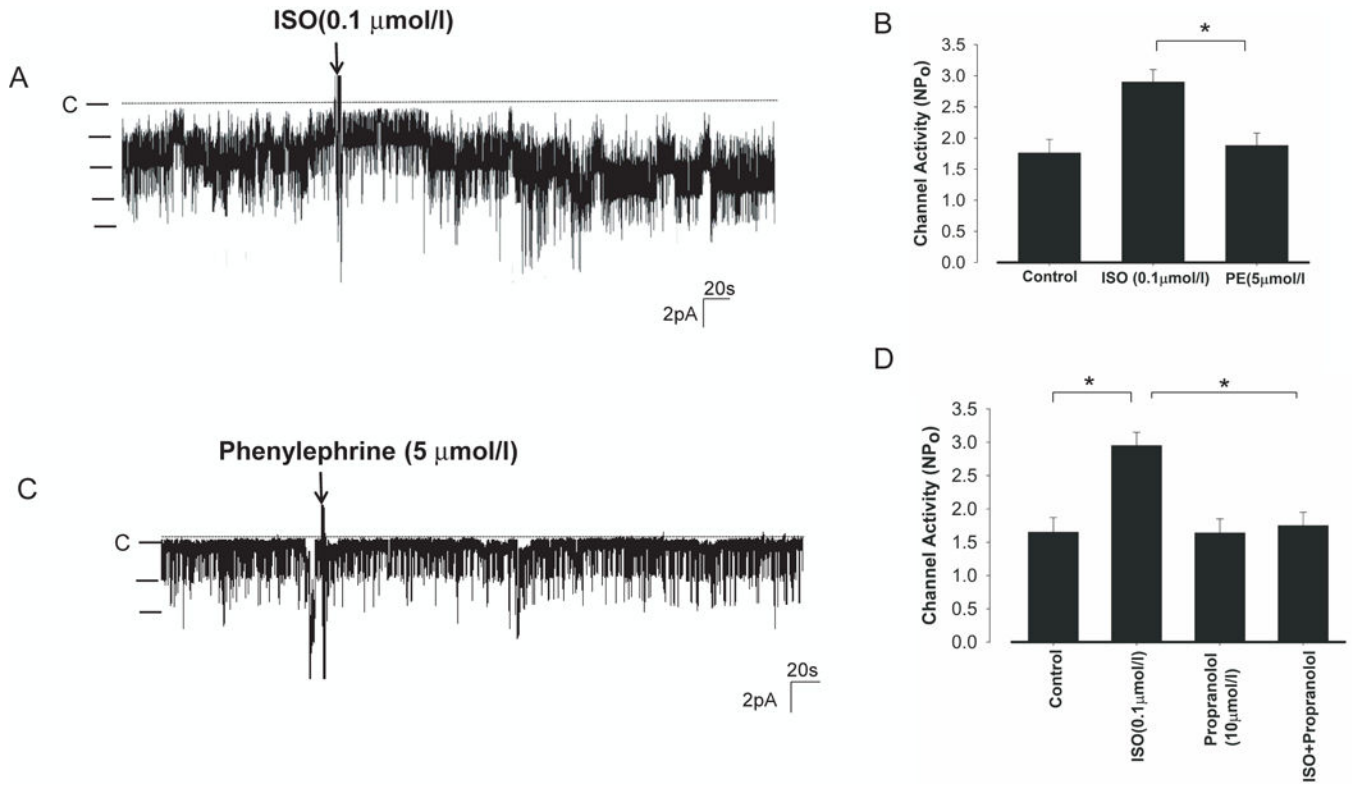 ISO(0.1 μmol/l)
A
C
20s
2pA
B
*
Channel Activity (NPo)
3.5
3.0
2.5
2.0
1.5
1.0
0.5
0.0
Control
ISO (0.1μmol/l)
PE(5μmol/l
Phenylephrine (5 μmol/l)
C
C
20s
2pA
D
*
*
Channel Activity (NPo)
3.5
3.0
2.5
2.0
1.5
1.0
0.5
0.0
Control
ISO(0.1μmol/l)
Propranolol
(10μmol/l)
ISO+Propranolol